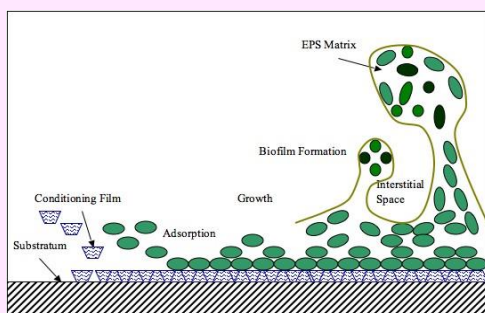 EPS Matrix
Biofilm Formation
Conditioning Film
Growth
Interstitial
Space
Adsorption
Substratum